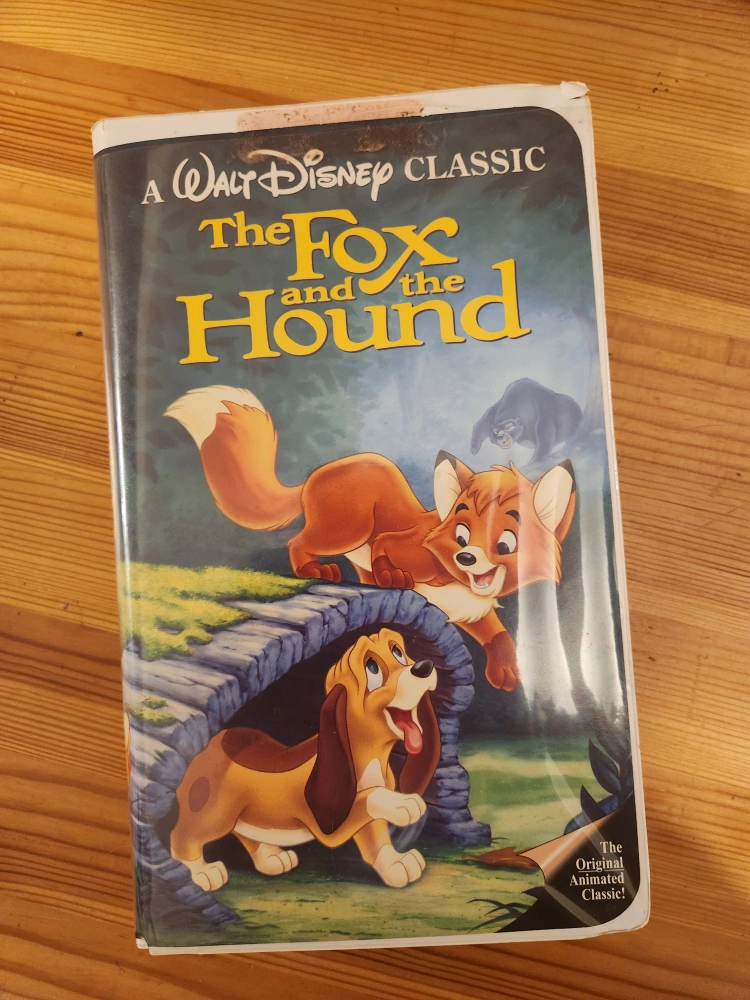 A WALT DISNEY CLASSIC
The Fox
and the
Hound
The
Original
Animated
Classic!